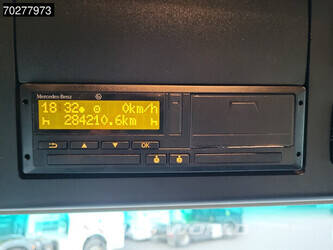 70277973
Mercedes-Benz
18 32 0km/h
284210.6km
OK